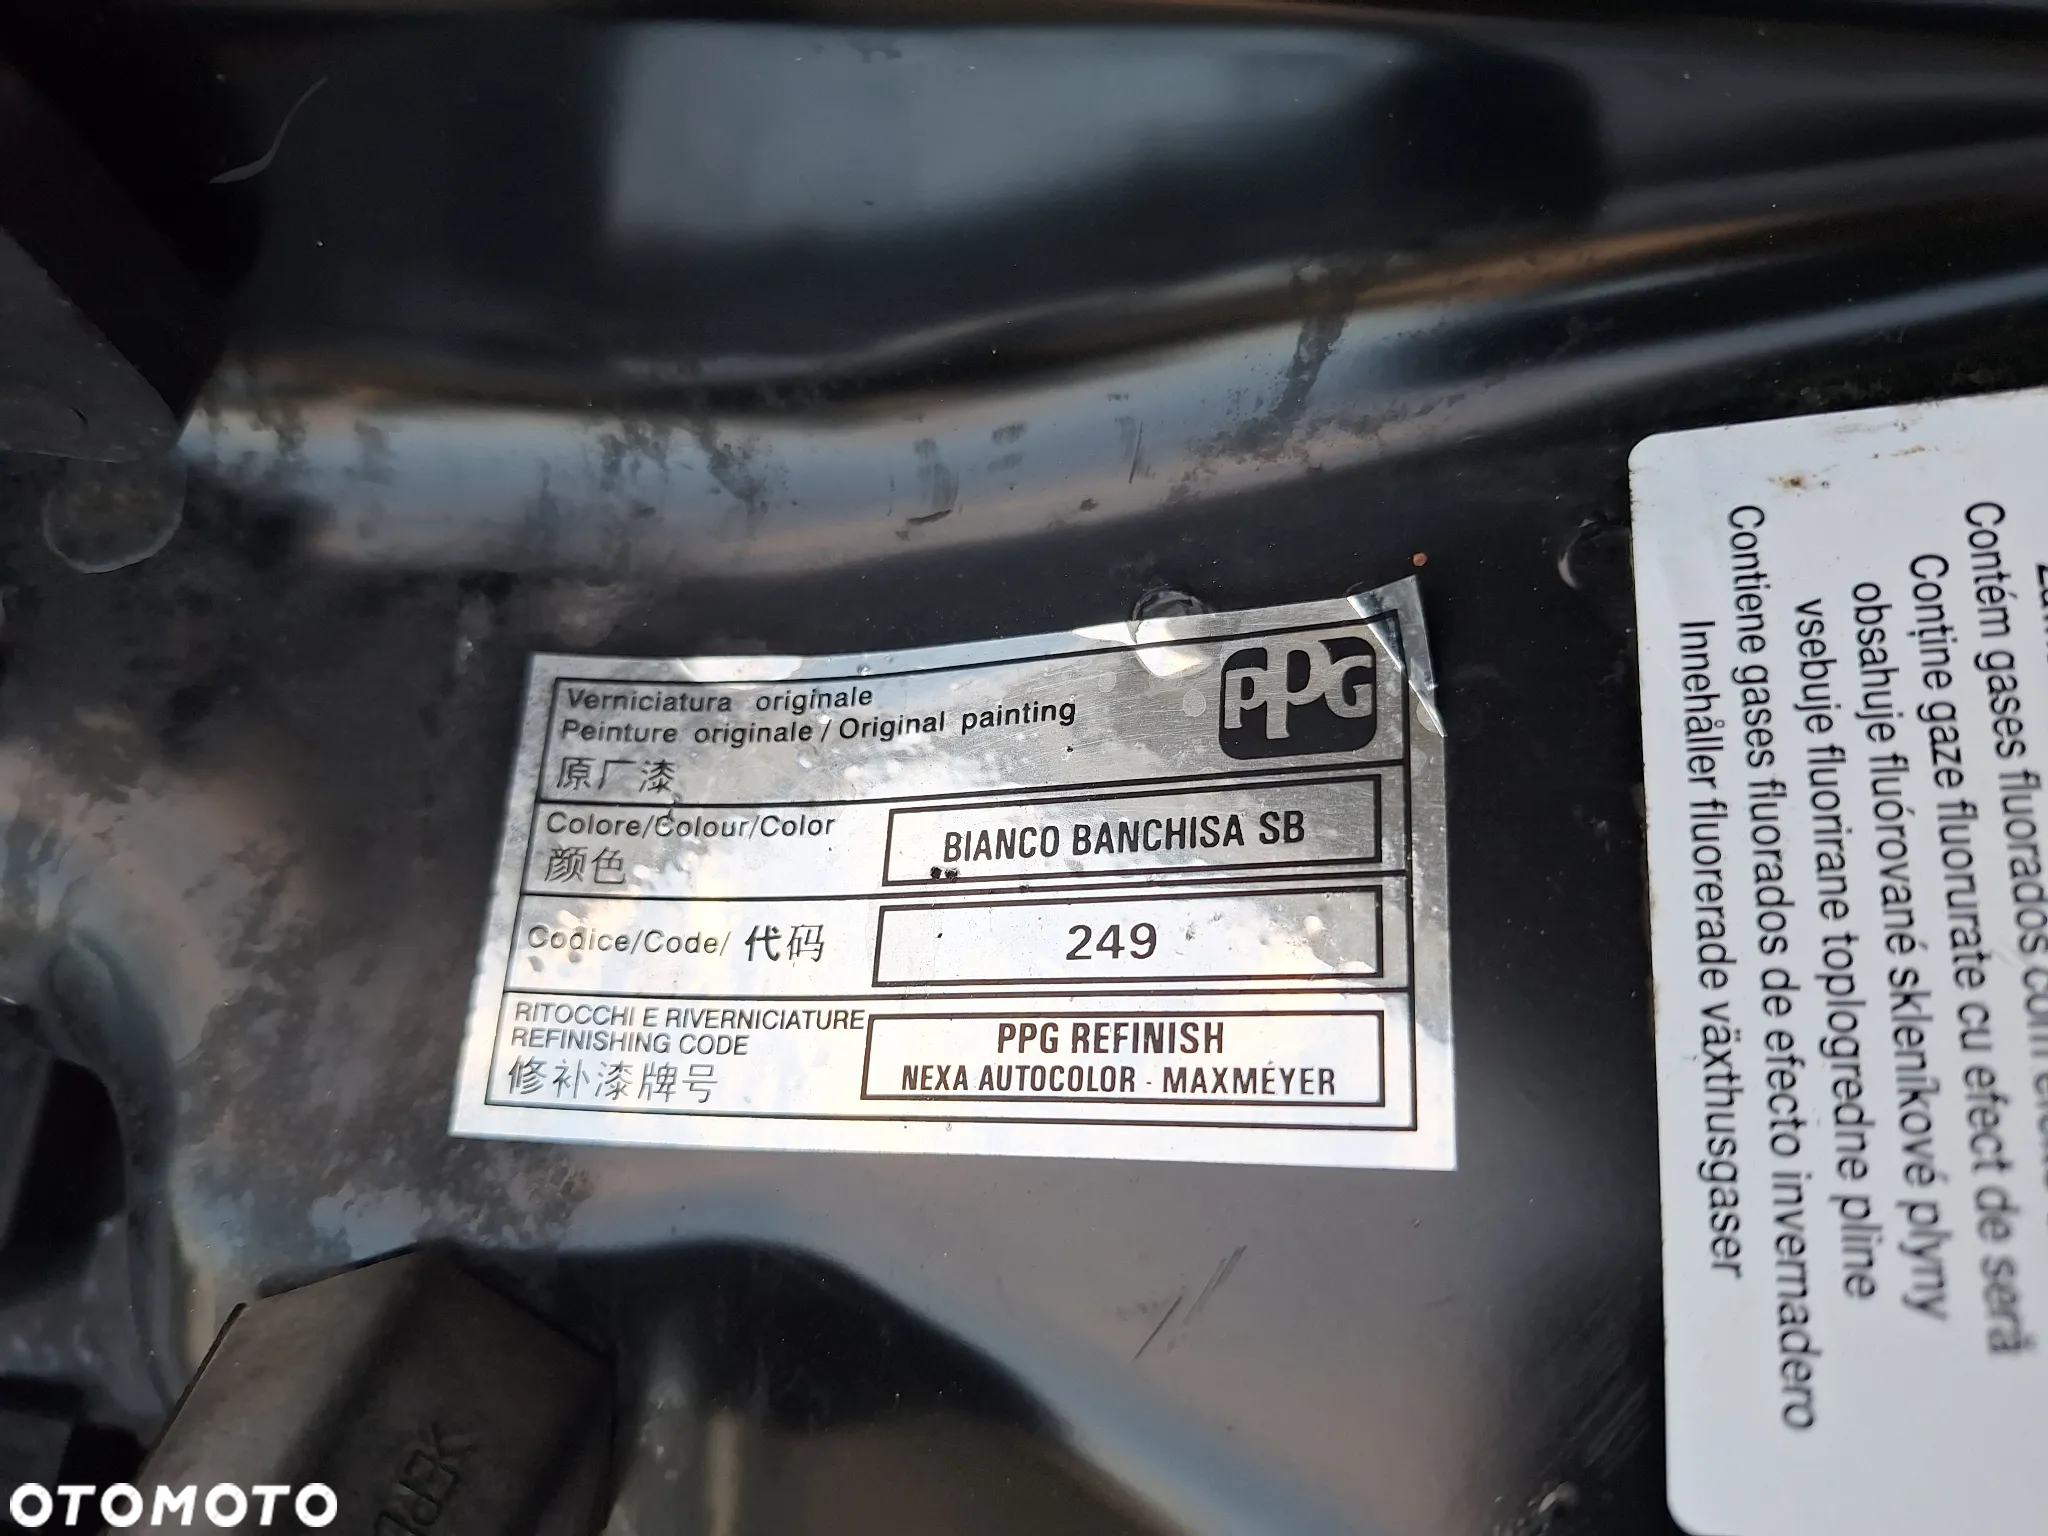 Verniciatura originale
Peinture originale / Original painting
原厂漆
PPG
Colore/Colour/Color
颜色
BIANCO BANCHISA SB
Codice/Code/ 代码
249
RITOCCHI E RIVERNICIATURE
REFINISHING CODE
修补漆牌号
PPG REFINISH
NEXA AUTOCOLOR - MAXMEYER
Contém gases fluorados com
Conține gaze fluorurate cu efect de seră
obsahuje fluórované skleníkové plyny
vsebuje fluorirane toplogredne pline
Contiene gases fluorados de efecto invernadero
Innehåller fluorerade växthusgaser
OTOMOTO